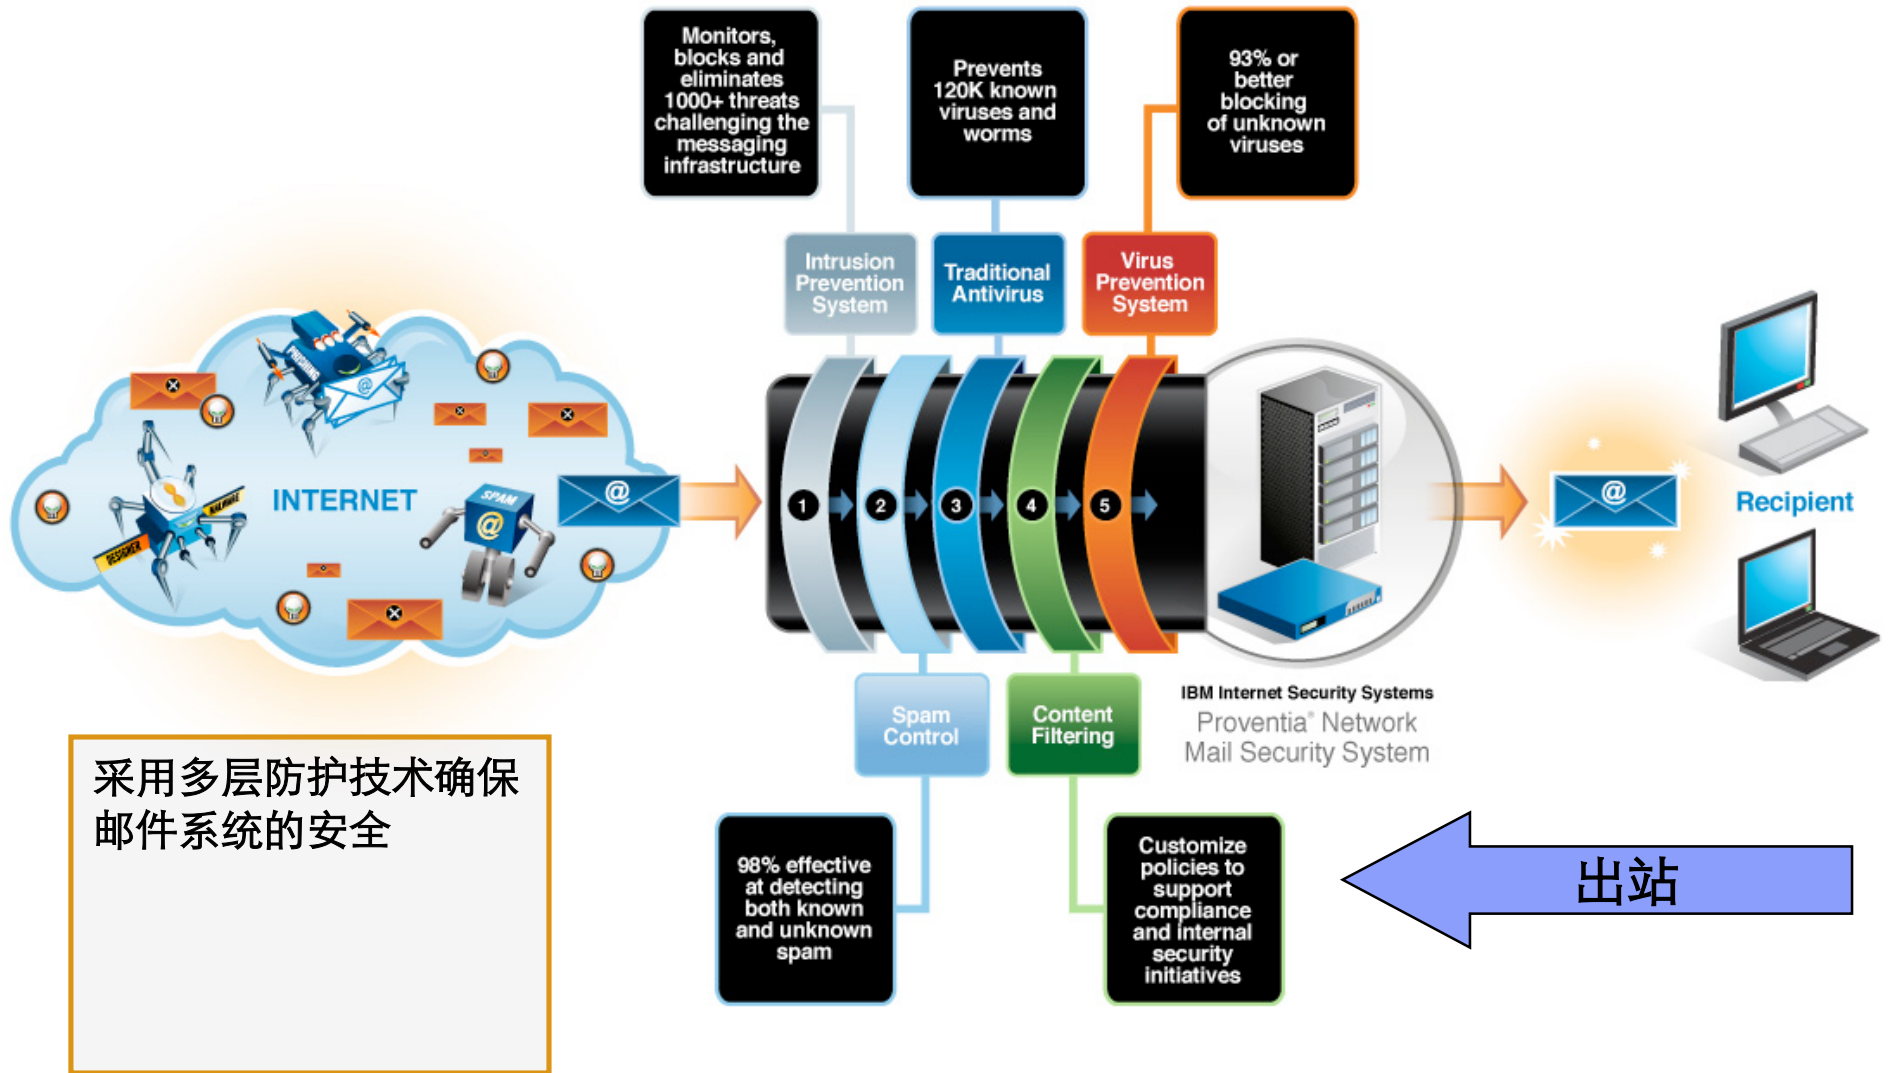 Monitors,
blocks and
eliminates
1000+ threats
challenging the
messaging
infrastructure
Prevents
120K known
viruses and
worms
93% or
better
blocking
of unknown
viruses
Intrusion
Prevention
System
Traditional
Antivirus
Virus
Prevention
System
PHISHING
@
INTERNET
MALWARE
DESIGNER
SPAM
@
@
1
2
3
4
5
@
Recipient
Spam
Control
Content
Filtering
IBM Internet Security Systems
Proventia® Network
Mail Security System
采用多层防护技术确保
邮件系统的安全
98% effective
at detecting
both known
and unknown
spam
Customize
policies to
support
compliance
and internal
security
initiatives
出站